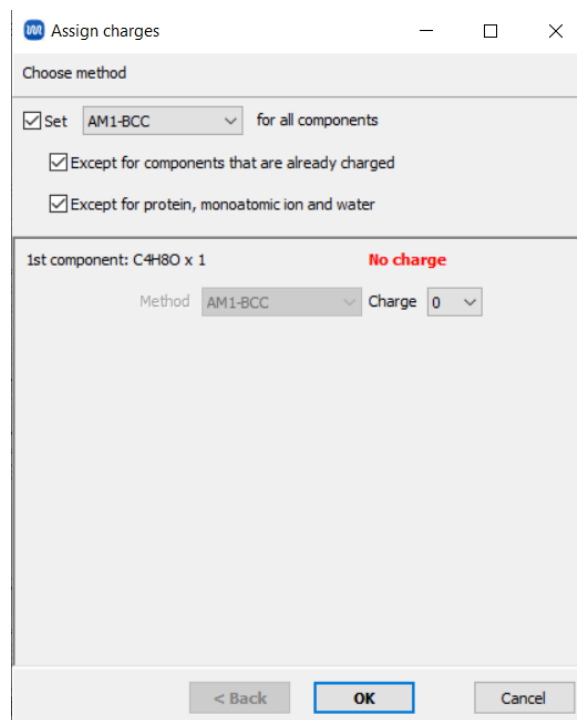 Assign charges
Choose method
Set AM1-BCC for all components
Except for components that are already charged
Except for protein, monoatomic ion and water
1st component: C4H8O x 1 No charge
Method AM1-BCC Charge 0
< Back OK Cancel